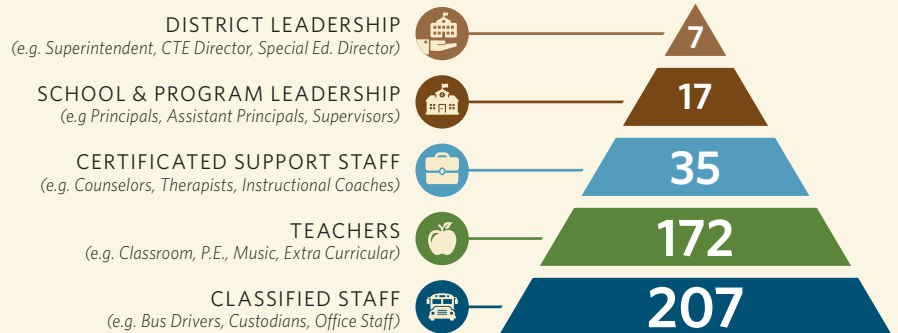 DISTRICT LEADERSHIP
(e.g. Superintendent, CTE Director, Special Ed. Director)
7
SCHOOL & PROGRAM LEADERSHIP
(e.g Principals, Assistant Principals, Supervisors)
17
CERTIFICATED SUPPORT STAFF
(e.g. Counselors, Therapists, Instructional Coaches)
35
TEACHERS
(e.g. Classroom, P.E., Music, Extra Curricular)
172
CLASSIFIED STAFF
(e.g. Bus Drivers, Custodians, Office Staff)
207